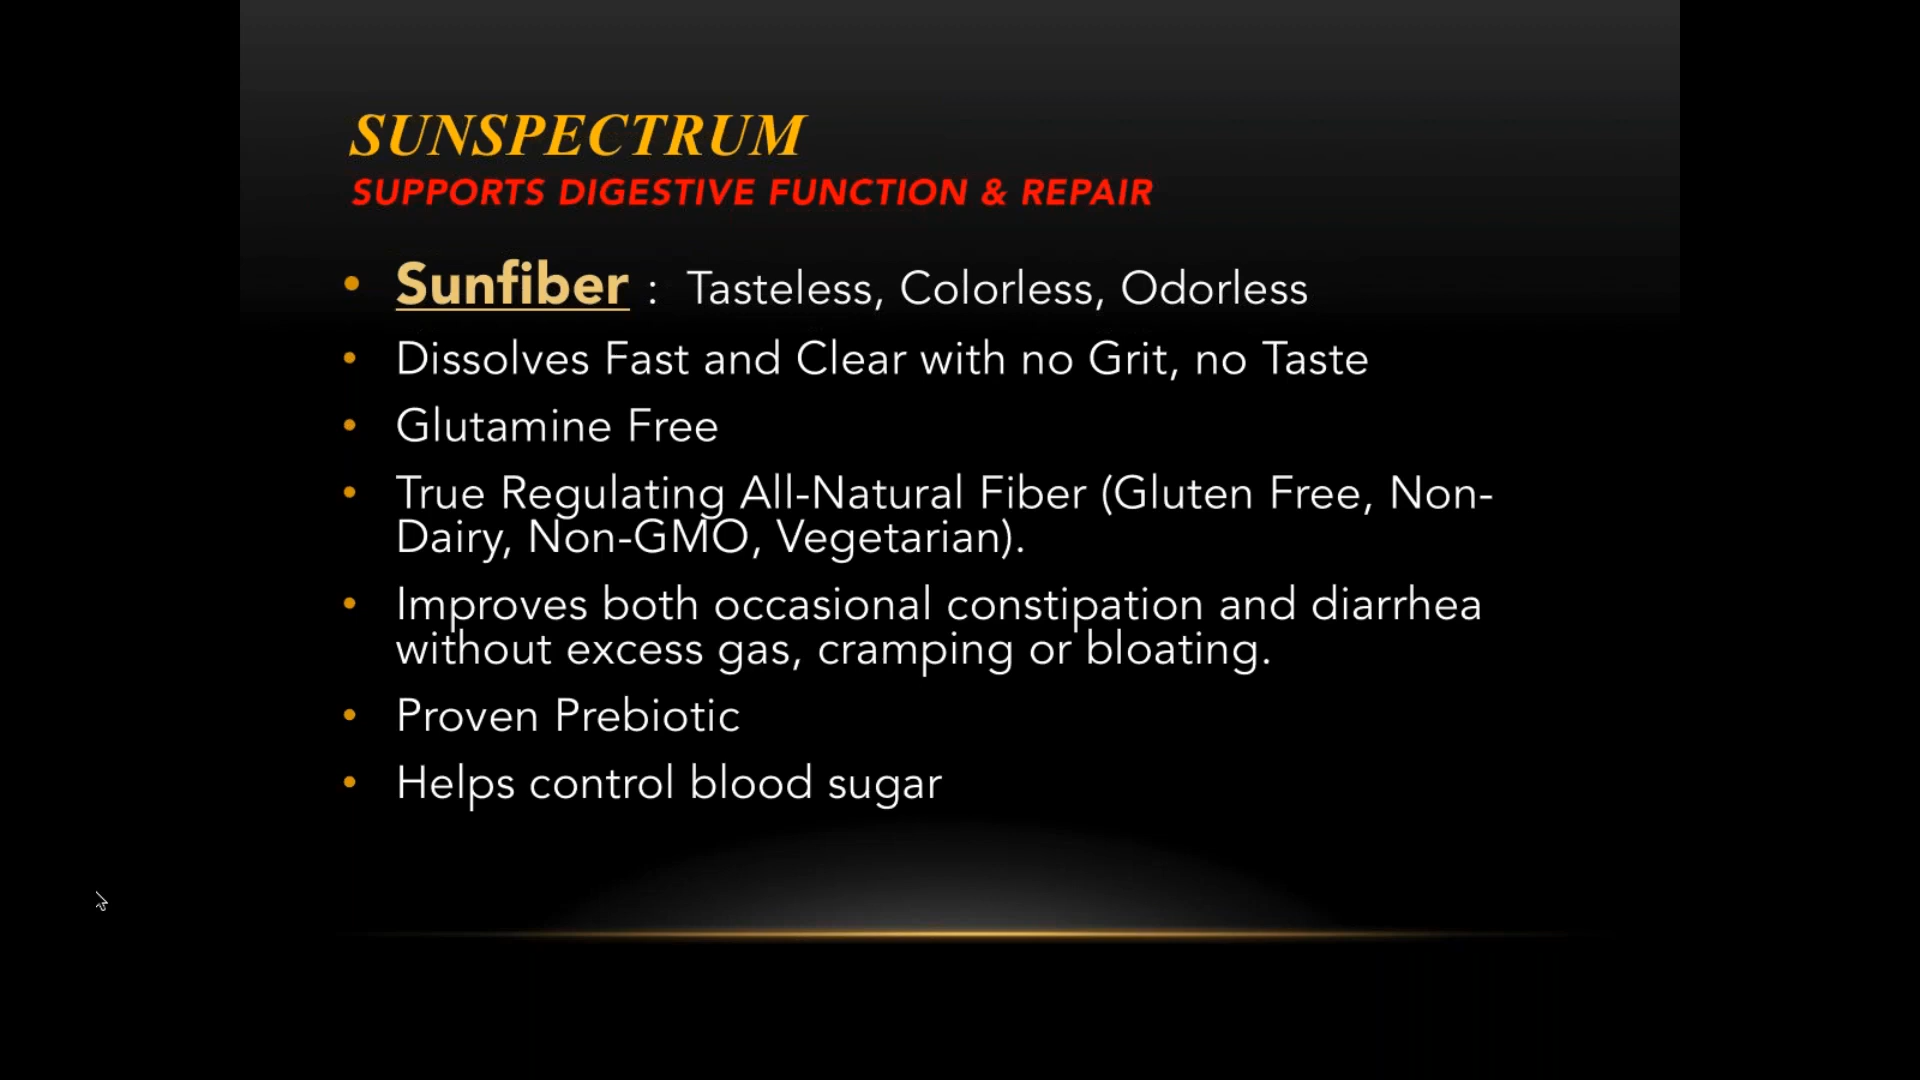 SUNSPECTRUM
SUPPORTS DIGESTIVE FUNCTION & REPAIR
• Sunfiber : Tasteless, Colorless, Odorless
• Dissolves Fast and Clear with no Grit, no Taste
• Glutamine Free
• True Regulating All-Natural Fiber (Gluten Free, Non-
Dairy, Non-GMO, Vegetarian).
• Improves both occasional constipation and diarrhea
without excess gas, cramping or bloating.
• Proven Prebiotic
• Helps control blood sugar